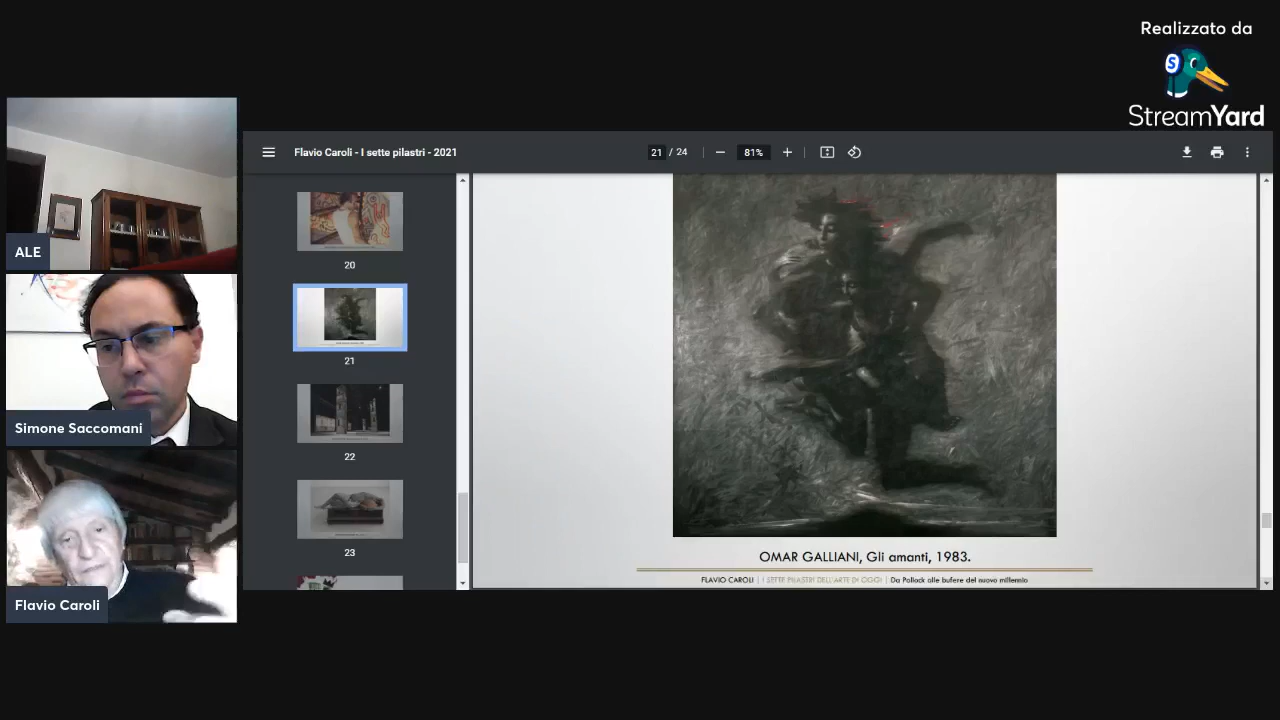 Realizzato da
S
StreamYard
ALE
Simone Saccomani
Flavio Caroli
Flavio Caroli - I sette pilastri - 2021
21 / 24
81%
20
21
22
23
OMAR GALLIANI, Gli amanti, 1983.
FLAVIO CAROLI | I SETTE PILASTRI DELL'ARTE DI OGGI | Da Pollock alle bufere del nuovo millennio